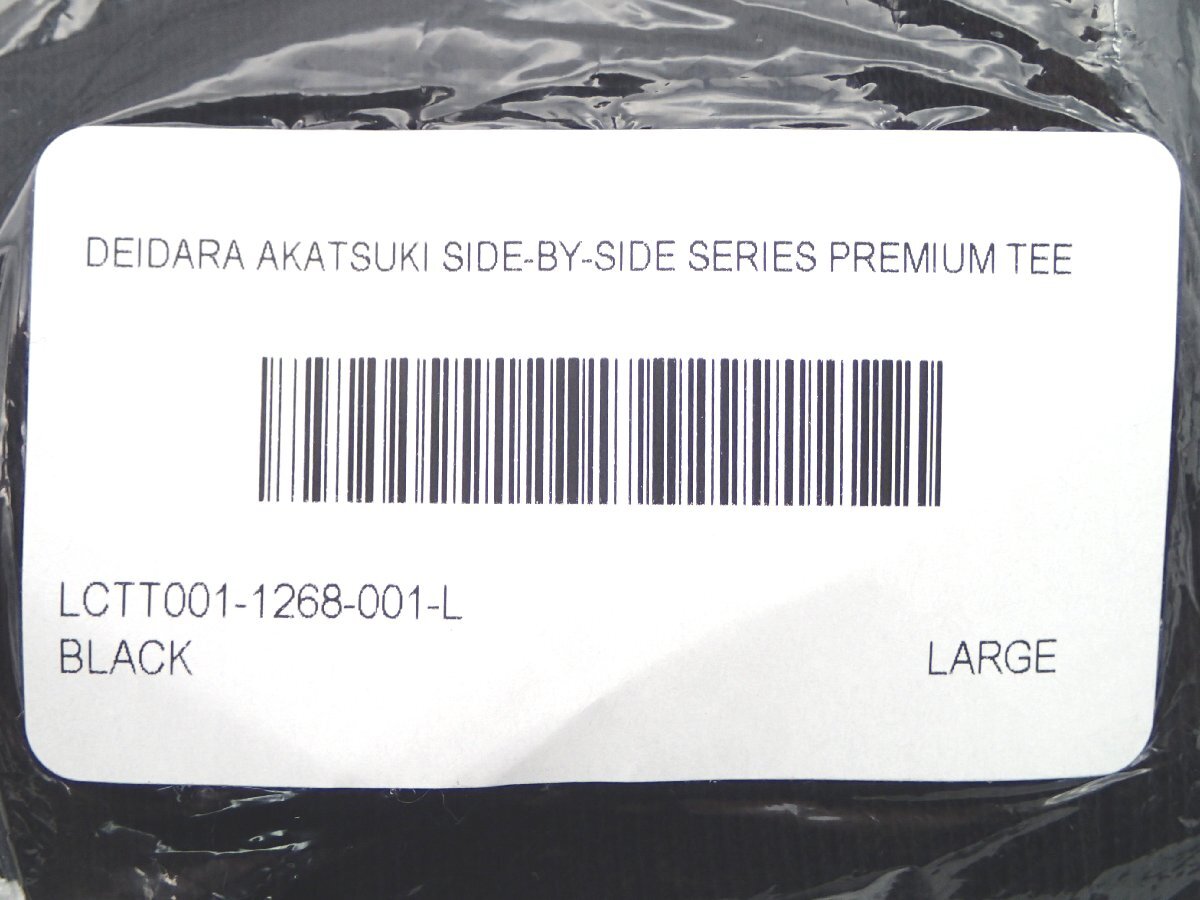 DEIDARA AKATSUKI SIDE-BY-SIDE SERIES PREMIUM TEE
LCTT001-1268-001-L
BLACK
LARGE